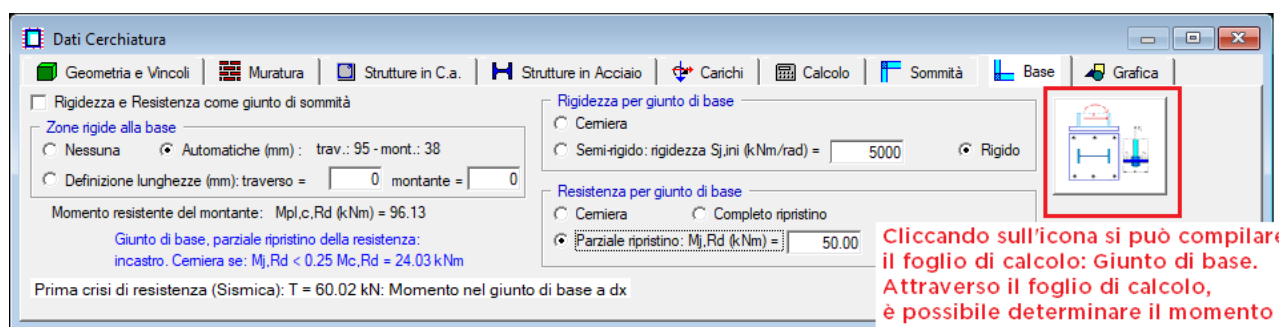 Dati Cerchiatura
Geometria e Vincoli Muratura Strutture in C.a. Strutture in Acciaio Carichi Calcolo Sommità Base Grafica
Rigidezza e Resistenza come giunto di sommità
Zone rigide alla base
Nessuna Automatiche (mm) : trav.: 95 - mont.: 38
Definizione lunghezze (mm): traverso = 0 montante = 0
Momento resistente del montante: Mpl,c,Rd (kNm) = 96.13
Giunto di base, parziale ripristino della resistenza:
incastro. Cerniera se: Mj,Rd < 0.25 Mc,Rd = 24.03 kNm
Prima crisi di resistenza (Sismica): T = 60.02 kN: Momento nel giunto di base a dx
Rigidezza per giunto di base
Cerniera
Semi-rigido: rigidezza Sj,ini (kNm/rad) = 5000 Rigido
Resistenza per giunto di base
Cerniera Completo ripristino
Parziale ripristino: Mj,Rd (kNm) = 50.00
Cliccando sull'icona si può compilare
il foglio di calcolo: Giunto di base.
Attraverso il foglio di calcolo,
è possibile determinare il momento